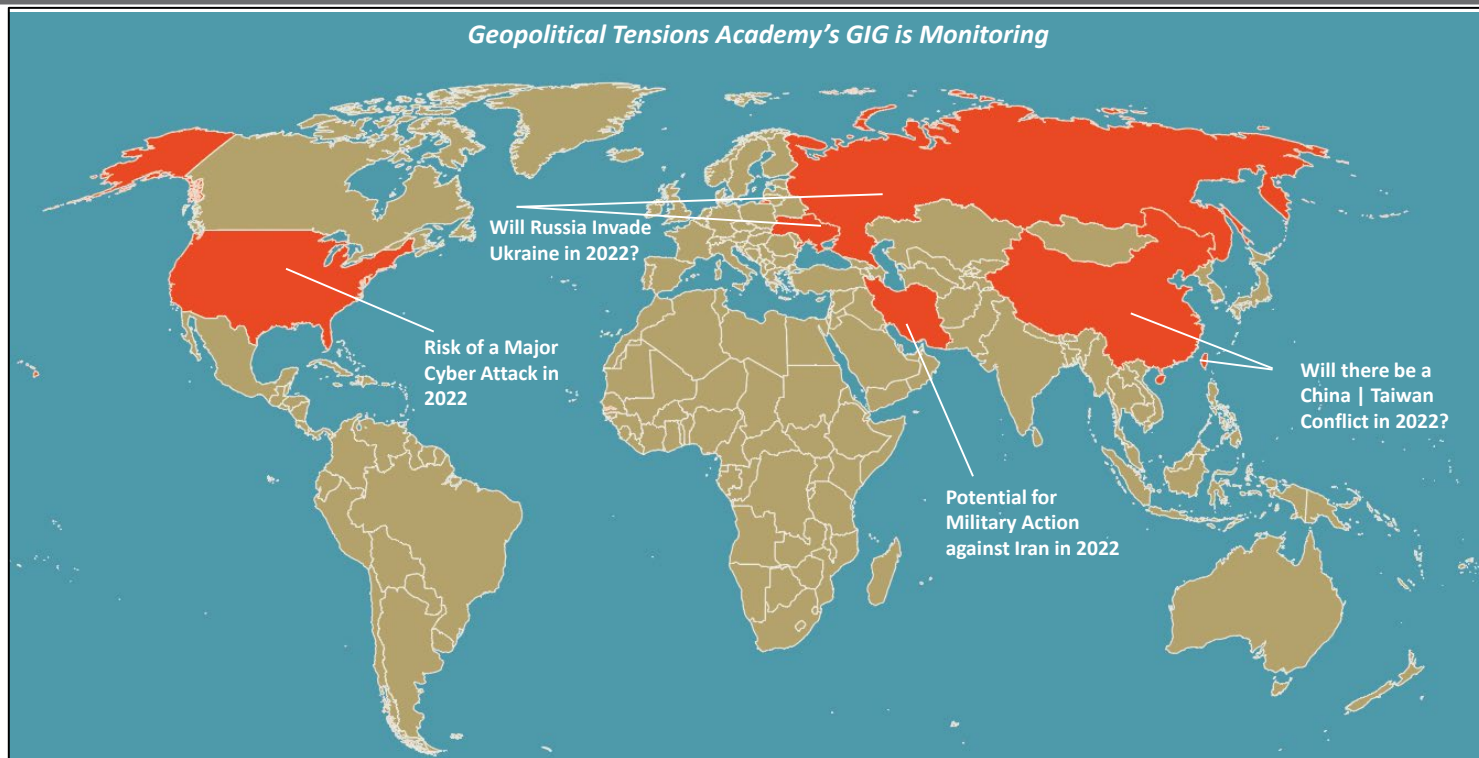 Geopolitical Tensions Academy’s GIG is Monitoring
Will Russia Invade
Ukraine in 2022?
Risk of a Major
Cyber Attack in
2022
Will there be a
China | Taiwan
Conflict in 2022?
Potential for
Military Action
against Iran in 2022